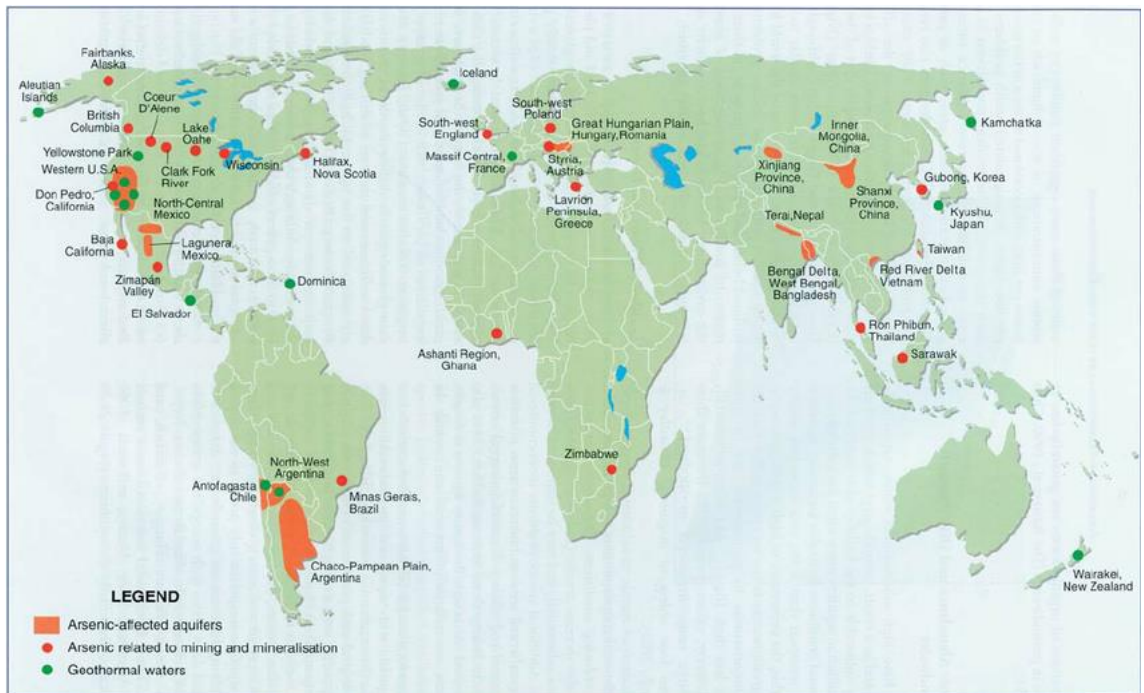 Fairbanks,
Alaska
Aleutian
Islands
Coeur
D'Alene
British
Columbia
Lake
Oahe
Yellowstone Park
Western U.S.A.
Clark Fork
River
Wisconsin
Halifax,
Nova Scotia
Don Pedro,
California
North-Central
Mexico
Baja
California
Lagunera,
Mexico
Zimapán
Valley
El Salvador
Dominica
Iceland
South-west
England
South-west
Poland
Great Hungarian Plain,
Hungary,Romania
Massif Central,
France
Styria,
Austria
Lavrion
Peninsula,
Greece
Inner
Mongolia,
China
Xinjiang
Province,
China
Shanxi
Province,
China
Kamchatka
Gubong, Korea
Kyushu,
Japan
Terai,Nepal
Taiwan
Bengal Delta,
West Bengal,
Bangladesh
Red River Delta
Vietnam
Ron Phibun,
Thailand
Sarawak
Ashanti Region,
Ghana
Zimbabwe
North-West
Argentina
Antofagasta
Chile
Minas Gerais,
Brazil
Chaco-Pampean Plain,
Argentina
Wairakei,
New Zealand
LEGEND
Arsenic-affected aquifers
Arsenic related to mining and mineralisation
Geothermal waters